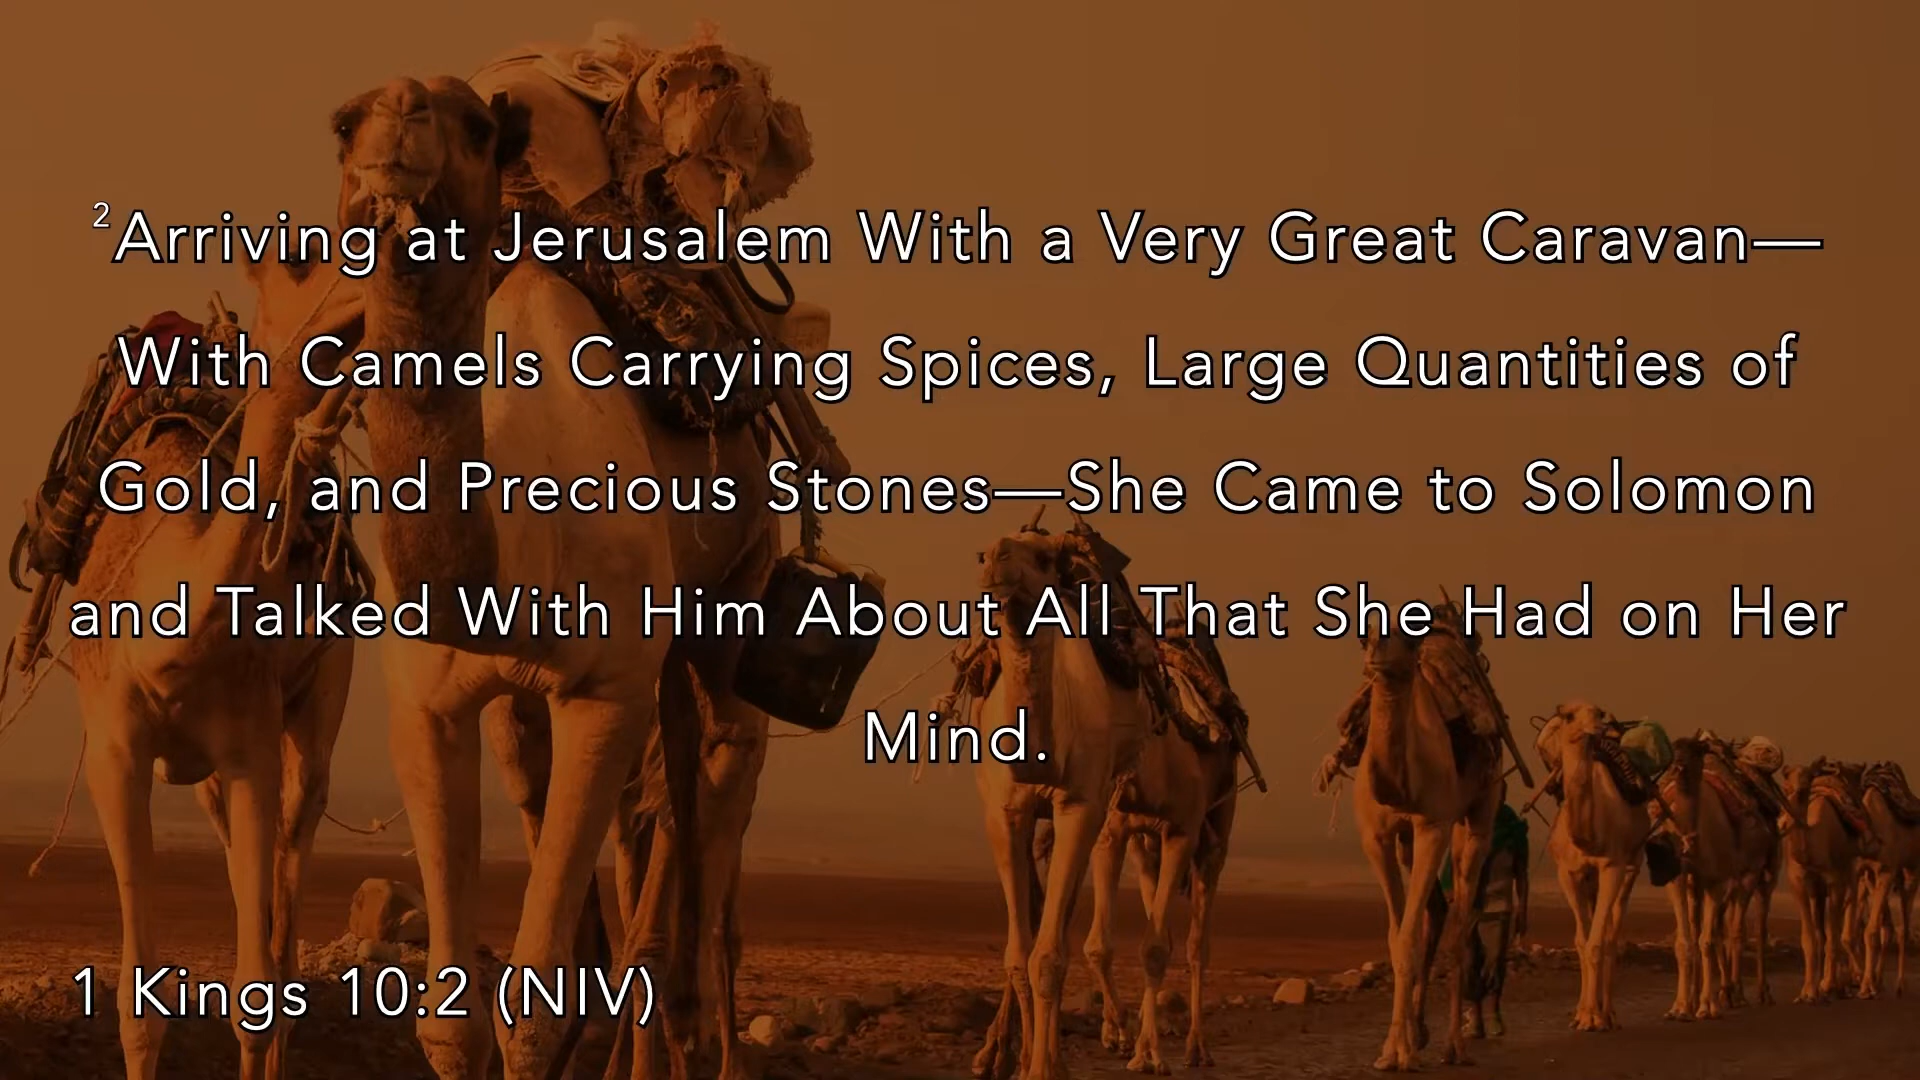 ²Arriving at Jerusalem With a Very Great Caravan—
With Camels Carrying Spices, Large Quantities of
Gold, and Precious Stones—She Came to Solomon
and Talked With Him About All That She Had on Her
Mind.
1 Kings 10:2 (NIV)